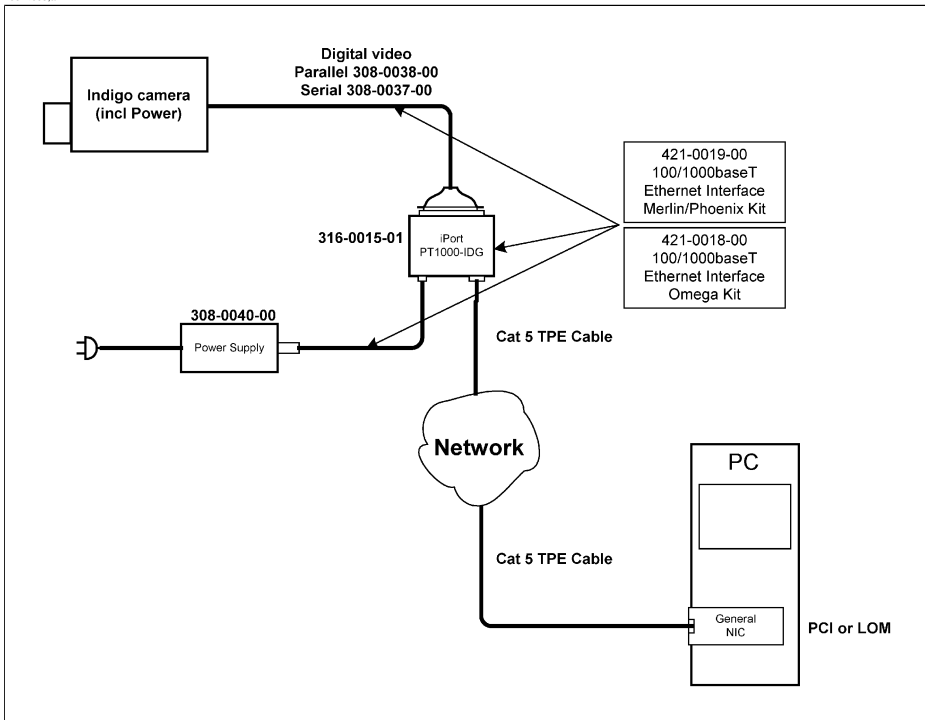 Digital video
Parallel 308-0038-00
Serial 308-0037-00
Indigo camera
(incl Power)
421-0019-00
100/1000baseT
Ethernet Interface
Merlin/Phoenix Kit
316-0015-01
iPort
PT1000-IDG
421-0018-00
100/1000baseT
Ethernet Interface
Omega Kit
308-0040-00
Power Supply
Cat 5 TPE Cable
Network
PC
Cat 5 TPE Cable
General
NIC
PCI or LOM